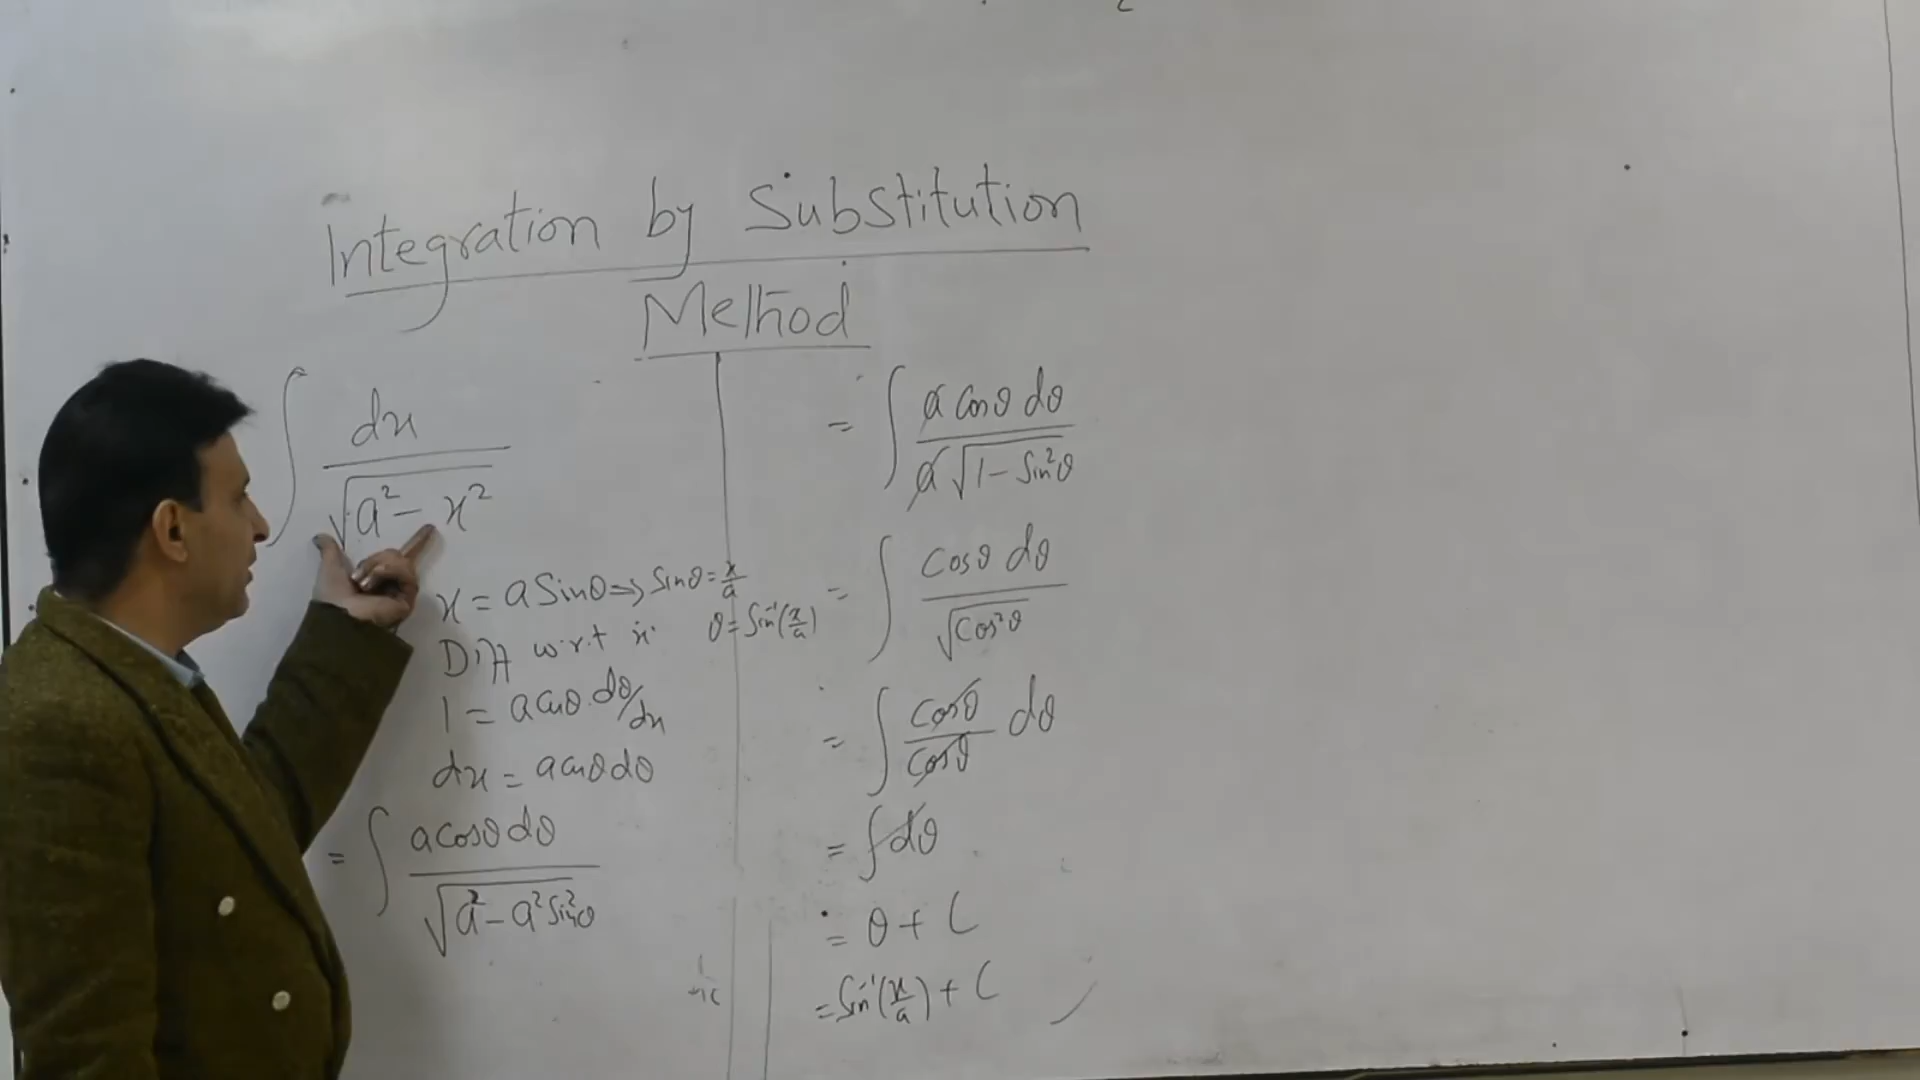 Integration by Substitution
Method
∫ dx / √(a² - x²)
x = a Sinθ => Sinθ = x/a
θ = Sin⁻¹(x/a)
Diff w.r.t x.
1 = a cosθ. dθ/dx
dx = a cosθ dθ
= ∫ a cosθ dθ / √(a² - a² Sin²θ)
= ∫ a cosθ dθ / a√(1 - Sin²θ)
= ∫ Cosθ dθ / √(Cos²θ)
= ∫ Cosθ / Cosθ dθ
= ∫ dθ
= θ + C
= Sin⁻¹(x/a) + C